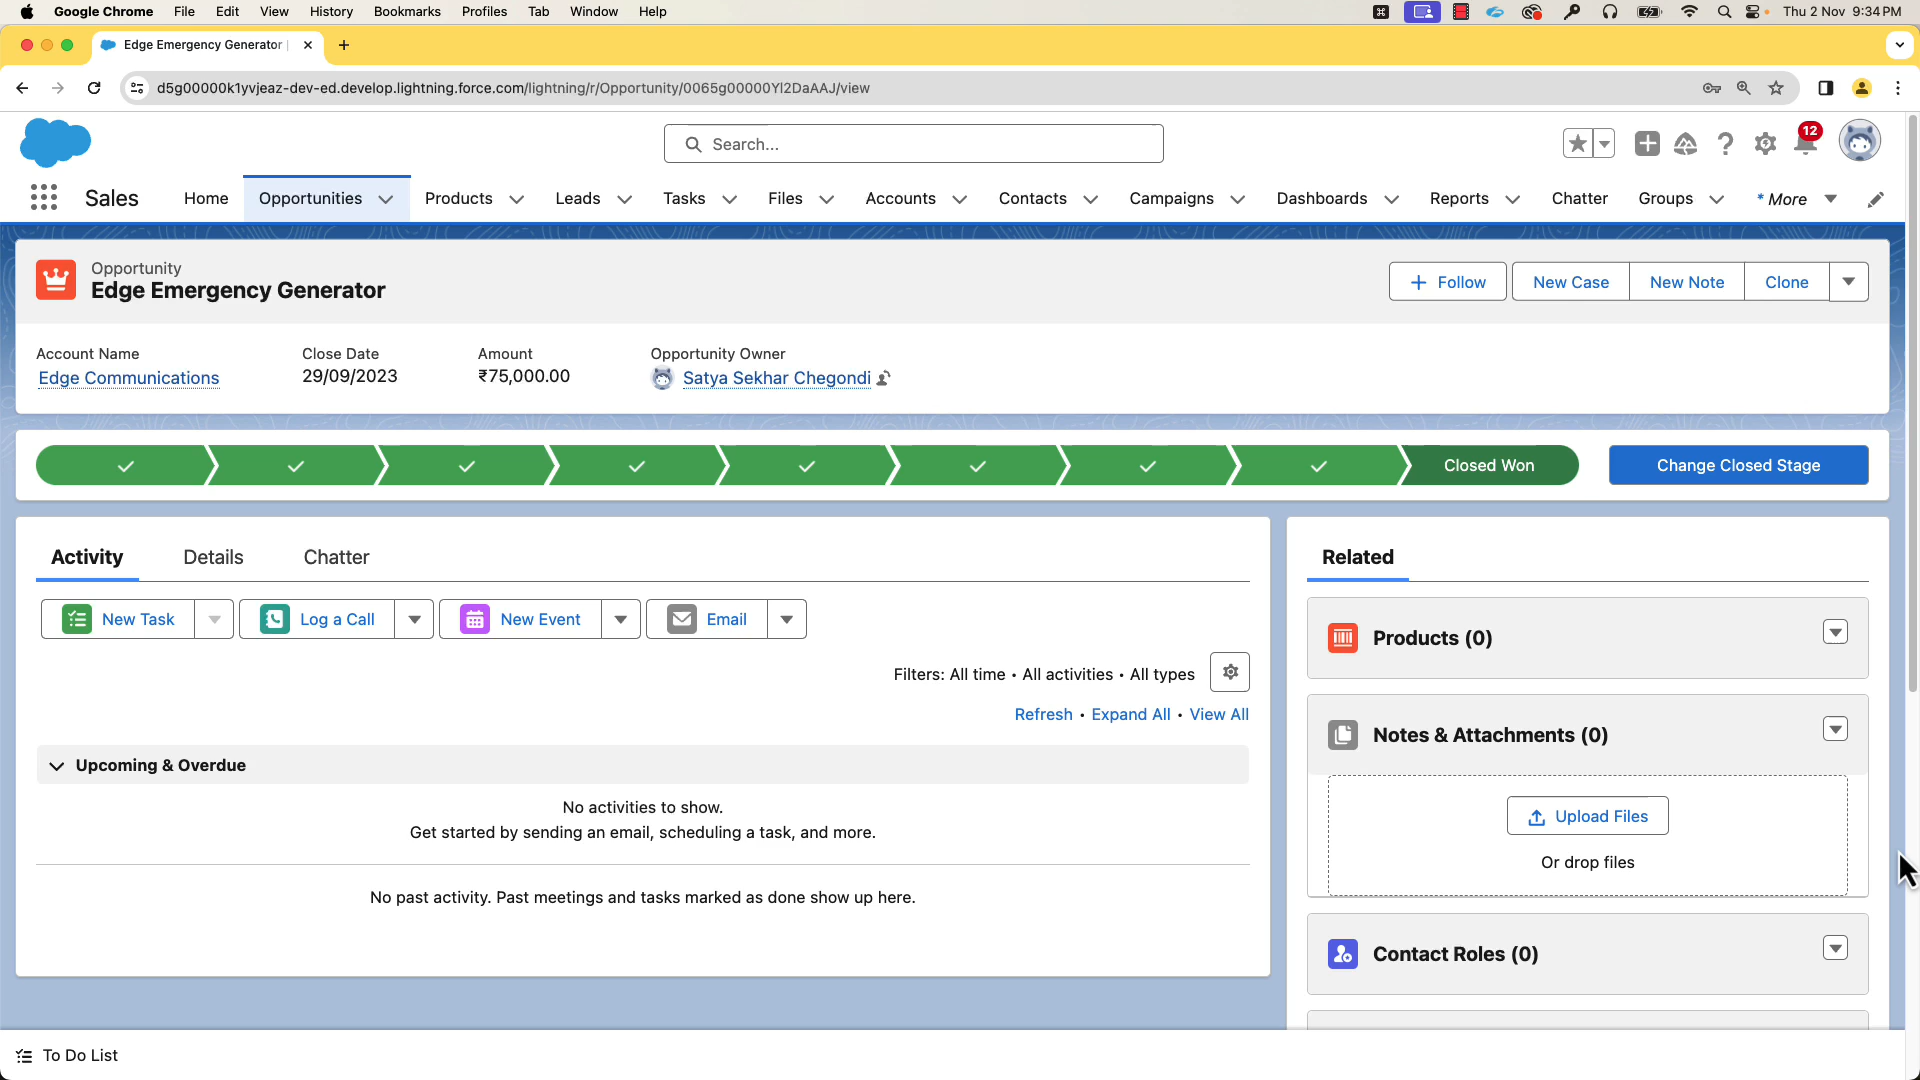 Google Chrome File Edit View History Bookmarks Profiles Tab Window Help Thu 2 Nov 9:34 PM
Edge Emergency Generator |
d5g00000k1yvjeaz-dev-ed.develop.lightning.force.com/lightning/r/Opportunity/0065g00000Yl2DaAAJ/view
Search... 12
Sales Home Opportunities Products Leads Tasks Files Accounts Contacts Campaigns Dashboards Reports Chatter Groups * More
Opportunity
Edge Emergency Generator
Follow New Case New Note Clone
Account Name Close Date Amount Opportunity Owner
Edge Communications 29/09/2023 ₹75,000.00 Satya Sekhar Chegondi
Closed Won Change Closed Stage
Activity Details Chatter
New Task Log a Call New Event Email
Filters: All time • All activities • All types
Refresh • Expand All • View All
Upcoming & Overdue
No activities to show.
Get started by sending an email, scheduling a task, and more.
No past activity. Past meetings and tasks marked as done show up here.
Related
Products (0)
Notes & Attachments (0)
Upload Files
Or drop files
Contact Roles (0)
To Do List